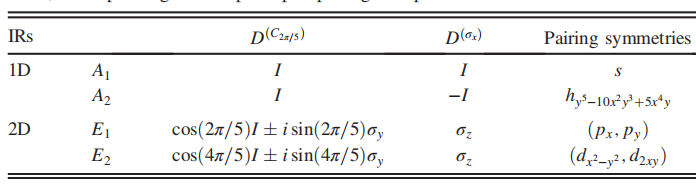 IRs D^(C_{2π/5}) D^(σ_x) Pairing symmetries
1D A_1 I I s
A_2 I −I h_{y^5−10x^2y^3+5x^4y}
2D E_1 cos(2π/5)I ± i sin(2π/5)σ_y σ_z (p_x, p_y)
E_2 cos(4π/5)I ± i sin(4π/5)σ_y σ_z (d_{x^2−y^2}, d_{2xy})